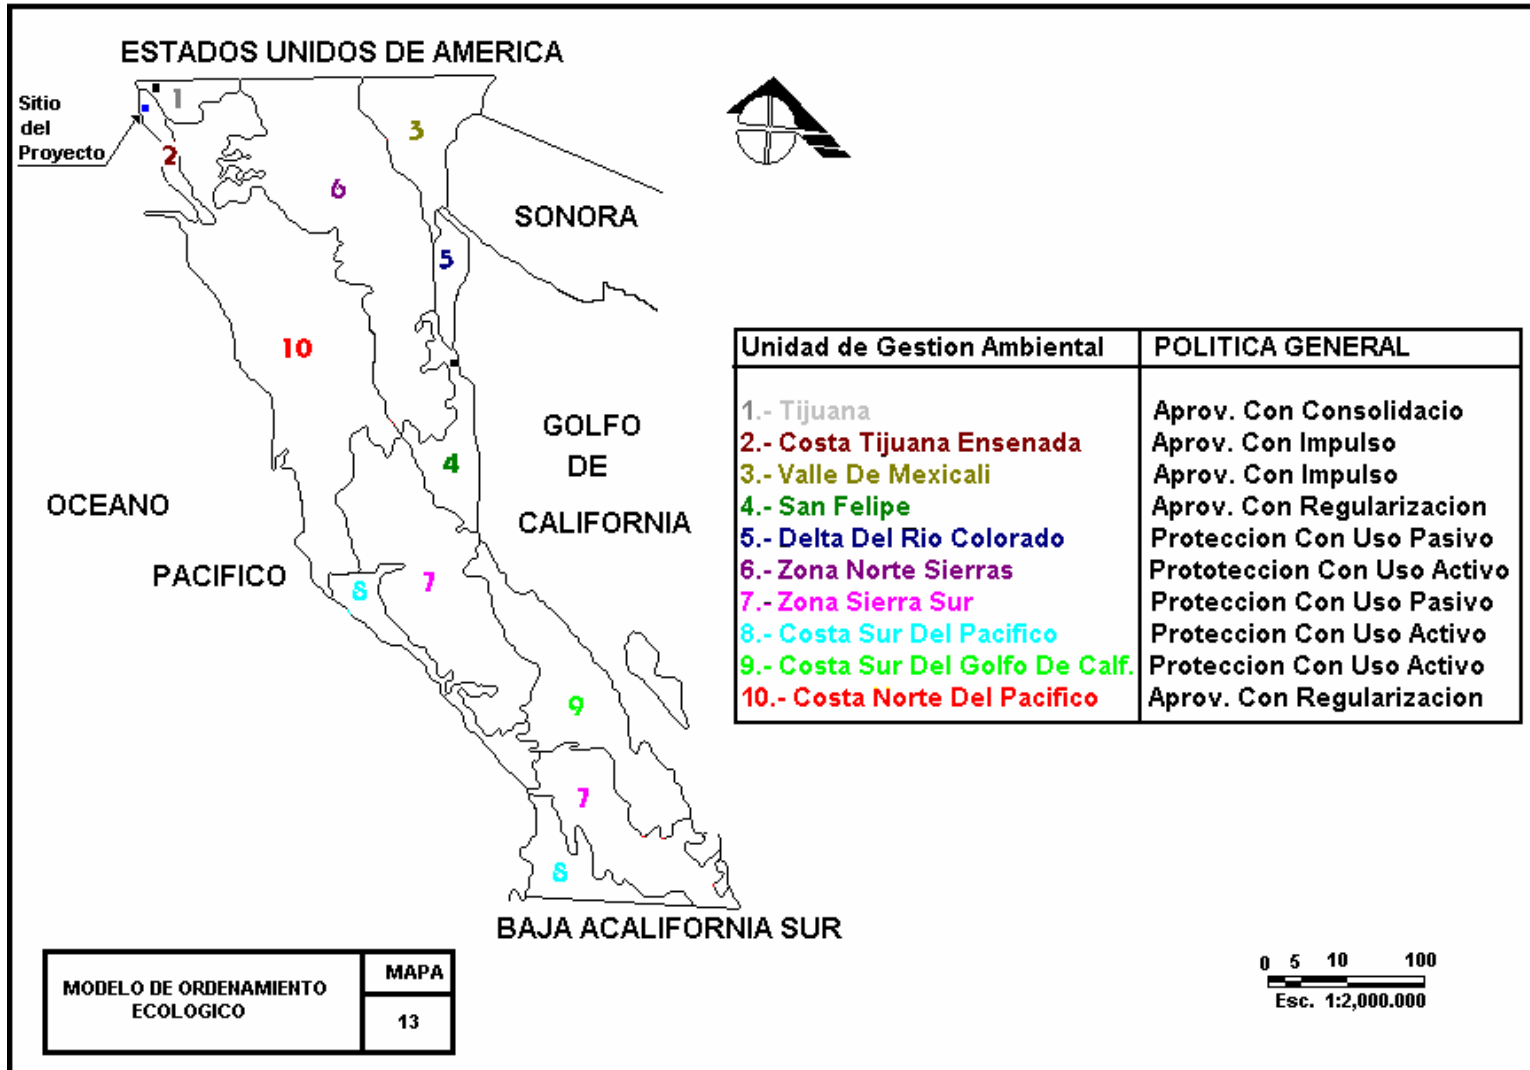 ESTADOS UNIDOS DE AMERICA
Sitio
del
Proyecto
1
2
3
6
SONORA
5
10
GOLFO
DE
CALIFORNIA
4
OCEANO
PACIFICO
8
7
9
7
8
BAJA ACALIFORNIA SUR
Unidad de Gestion Ambiental POLITICA GENERAL
1.- Tijuana Aprov. Con Consolidacio
2.- Costa Tijuana Ensenada Aprov. Con Impulso
3.- Valle De Mexicali Aprov. Con Impulso
4.- San Felipe Aprov. Con Regularizacion
5.- Delta Del Rio Colorado Proteccion Con Uso Pasivo
6.- Zona Norte Sierras Prototeccion Con Uso Activo
7.- Zona Sierra Sur Proteccion Con Uso Pasivo
8.- Costa Sur Del Pacifico Proteccion Con Uso Activo
9.- Costa Sur Del Golfo De Calf. Proteccion Con Uso Activo
10.- Costa Norte Del Pacifico Aprov. Con Regularizacion
MODELO DE ORDENAMIENTO
ECOLOGICO
MAPA
13
0 5 10 100
Esc. 1:2,000.000